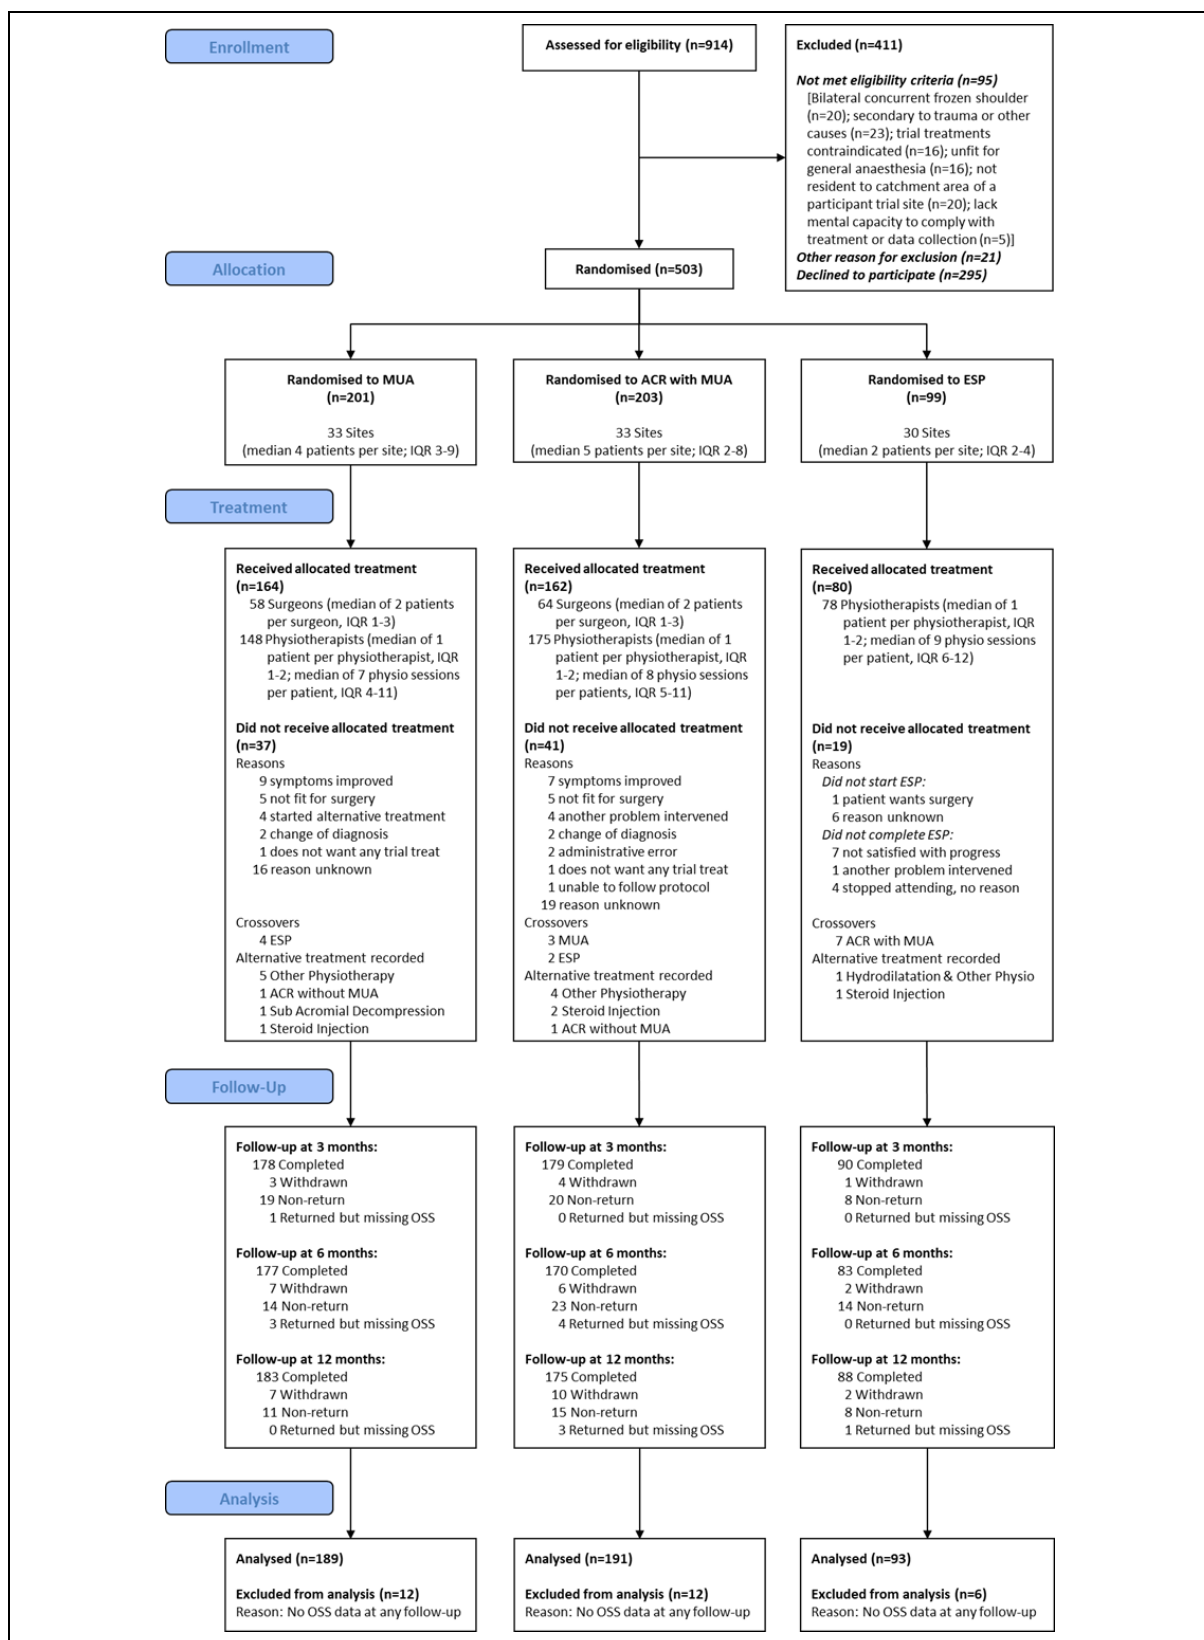 Enrollment
Assessed for eligibility (n=914)
Excluded (n=411)
Not met eligibility criteria (n=95)
[Bilateral concurrent frozen shoulder
(n=20); secondary to trauma or other
causes (n=23); trial treatments
contraindicated (n=16); unfit for
general anaesthesia (n=16); not
resident to catchment area of a
participant trial site (n=20); lack
mental capacity to comply with
treatment or data collection (n=5)]
Other reason for exclusion (n=21)
Declined to participate (n=295)
Allocation
Randomised (n=503)
Randomised to MUA
(n=201)
33 Sites
(median 4 patients per site; IQR 3-9)
Randomised to ACR with MUA
(n=203)
33 Sites
(median 5 patients per site; IQR 2-8)
Randomised to ESP
(n=99)
30 Sites
(median 2 patients per site; IQR 2-4)
Treatment
Received allocated treatment
(n=164)
58 Surgeons (median of 2 patients
per surgeon, IQR 1-3)
148 Physiotherapists (median of 1
patient per physiotherapist, IQR
1-2; median of 7 physio sessions
per patient, IQR 4-11)
Did not receive allocated treatment
(n=37)
Reasons
9 symptoms improved
5 not fit for surgery
4 started alternative treatment
2 change of diagnosis
1 does not want any trial treat
16 reason unknown
Crossovers
4 ESP
Alternative treatment recorded
5 Other Physiotherapy
1 ACR without MUA
1 Sub Acromial Decompression
1 Steroid Injection
Received allocated treatment
(n=162)
64 Surgeons (median of 2 patients
per surgeon, IQR 1-3)
175 Physiotherapists (median of 1
patient per physiotherapist, IQR
1-2; median of 8 physio sessions
per patients, IQR 5-11)
Did not receive allocated treatment
(n=41)
Reasons
7 symptoms improved
5 not fit for surgery
4 another problem intervened
2 change of diagnosis
2 administrative error
1 does not want any trial treat
1 unable to follow protocol
19 reason unknown
Crossovers
3 MUA
2 ESP
Alternative treatment recorded
4 Other Physiotherapy
2 Steroid Injection
1 ACR without MUA
Received allocated treatment
(n=80)
78 Physiotherapists (median of 1
patient per physiotherapist, IQR
1-2; median of 9 physio sessions
per patient, IQR 6-12)
Did not receive allocated treatment
(n=19)
Reasons
Did not start ESP:
1 patient wants surgery
6 reason unknown
Did not complete ESP:
7 not satisfied with progress
1 another problem intervened
4 stopped attending, no reason
Crossovers
7 ACR with MUA
Alternative treatment recorded
1 Hydrodilatation & Other Physio
1 Steroid Injection
Follow-Up
Follow-up at 3 months:
178 Completed
3 Withdrawn
19 Non-return
1 Returned but missing OSS
Follow-up at 6 months:
177 Completed
7 Withdrawn
14 Non-return
3 Returned but missing OSS
Follow-up at 12 months:
183 Completed
7 Withdrawn
11 Non-return
0 Returned but missing OSS
Follow-up at 3 months:
179 Completed
4 Withdrawn
20 Non-return
0 Returned but missing OSS
Follow-up at 6 months:
170 Completed
6 Withdrawn
23 Non-return
4 Returned but missing OSS
Follow-up at 12 months:
175 Completed
10 Withdrawn
15 Non-return
3 Returned but missing OSS
Follow-up at 3 months:
90 Completed
1 Withdrawn
8 Non-return
0 Returned but missing OSS
Follow-up at 6 months:
83 Completed
2 Withdrawn
14 Non-return
0 Returned but missing OSS
Follow-up at 12 months:
88 Completed
2 Withdrawn
8 Non-return
1 Returned but missing OSS
Analysis
Analysed (n=189)
Excluded from analysis (n=12)
Reason: No OSS data at any follow-up
Analysed (n=191)
Excluded from analysis (n=12)
Reason: No OSS data at any follow-up
Analysed (n=93)
Excluded from analysis (n=6)
Reason: No OSS data at any follow-up